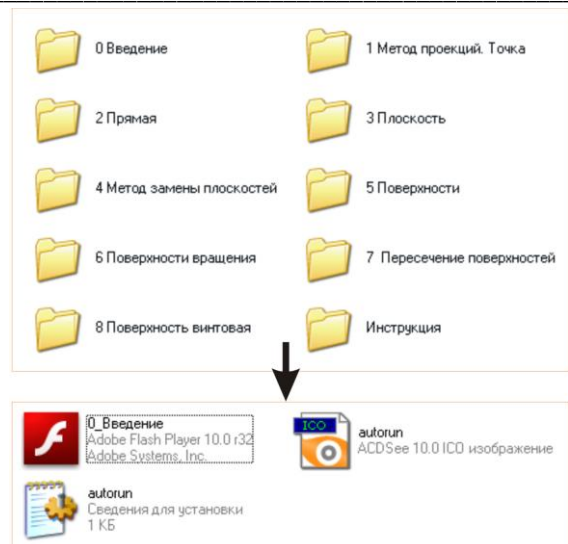 0 Введение
1 Метод проекций. Точка
2 Прямая
3 Плоскость
4 Метод замены плоскостей
5 Поверхности
6 Поверхности вращения
7 Пересечение поверхностей
8 Поверхность винтовая
Инструкция
0_Введение
Adobe Flash Player 10.0 r32
Adobe Systems, Inc.
ICO
autorun
ACDSee 10.0 ICO изображение
autorun
Сведения для установки
1 КБ